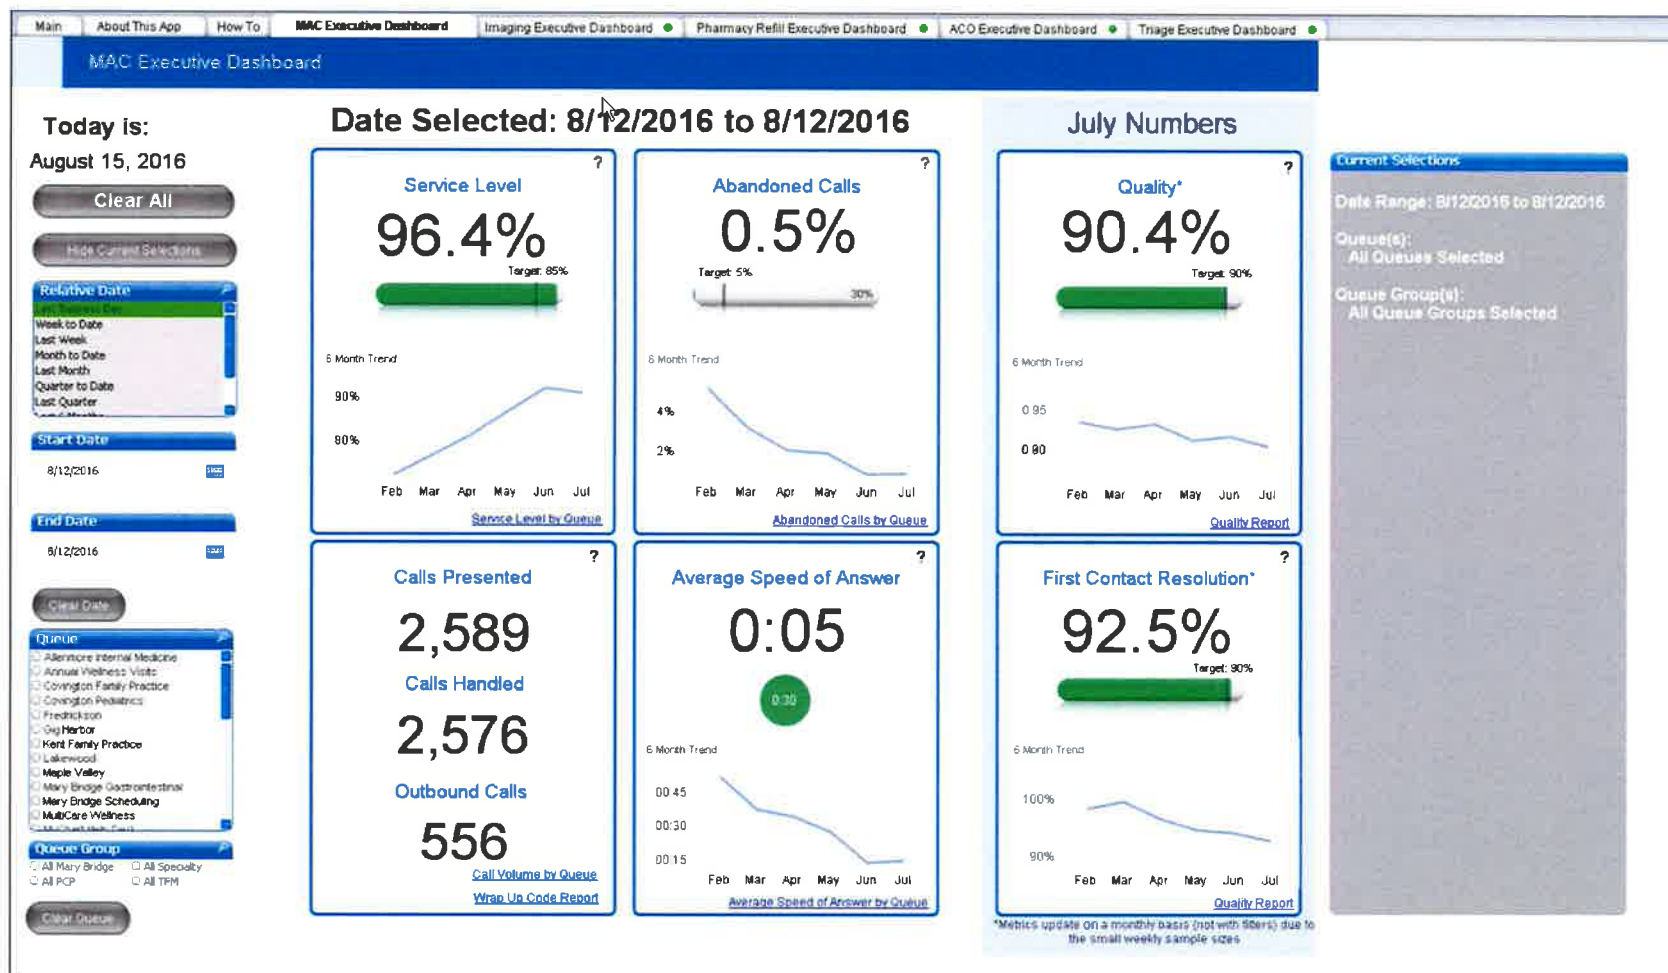 Main
About This App
How To
MAC Executive Dashboard
Imaging Executive Dashboard
Pharmacy Refill Executive Dashboard
ACO Executive Dashboard
Triage Executive Dashboard
MAC Executive Dashboard
Today is:
August 15, 2016
Clear All
Hide Current Selections
Relative Date
Last Business Day
Week to Date
Last Week
Month to Date
Last Month
Quarter to Date
Last Quarter
Start Date
8/12/2016
End Date
8/12/2016
Clear Date
Queue
Allenmore Internal Medicine
Annual Wellness Visits
Covington Family Practice
Covington Pediatrics
Fredrickson
Gig Harbor
Kent Family Practice
Lakewood
Maple Valley
Mary Bridge Gastrointestinal
Mary Bridge Scheduling
MultiCare Wellness
Queue Group
All Mary Bridge
All Specialty
All PCP
All TFM
Clear Queue
Date Selected: 8/12/2016 to 8/12/2016
?
Service Level
96.4%
Target: 85%
6 Month Trend
90%
80%
Feb Mar Apr May Jun Jul
Service Level by Queue
?
Abandoned Calls
0.5%
Target: 5%
30%
6 Month Trend
4%
2%
Feb Mar Apr May Jun Jul
Abandoned Calls by Queue
?
Calls Presented
2,589
Calls Handled
2,576
Outbound Calls
556
Call Volume by Queue
Wrap Up Code Report
?
Average Speed of Answer
0:05
0:30
6 Month Trend
00:45
00:30
00:15
Feb Mar Apr May Jun Jul
Average Speed of Answer by Queue
July Numbers
?
Quality*
90.4%
Target: 90%
6 Month Trend
0.95
0.90
Feb Mar Apr May Jun Jul
Quality Report
?
First Contact Resolution*
92.5%
Target: 90%
6 Month Trend
100%
90%
Feb Mar Apr May Jun Jul
Quality Report
*Metrics update on a monthly basis (not with filters) due to
the small weekly sample sizes
Current Selections
Date Range: 8/12/2016 to 8/12/2016
Queue(s):
All Queues Selected
Queue Group(s):
All Queue Groups Selected